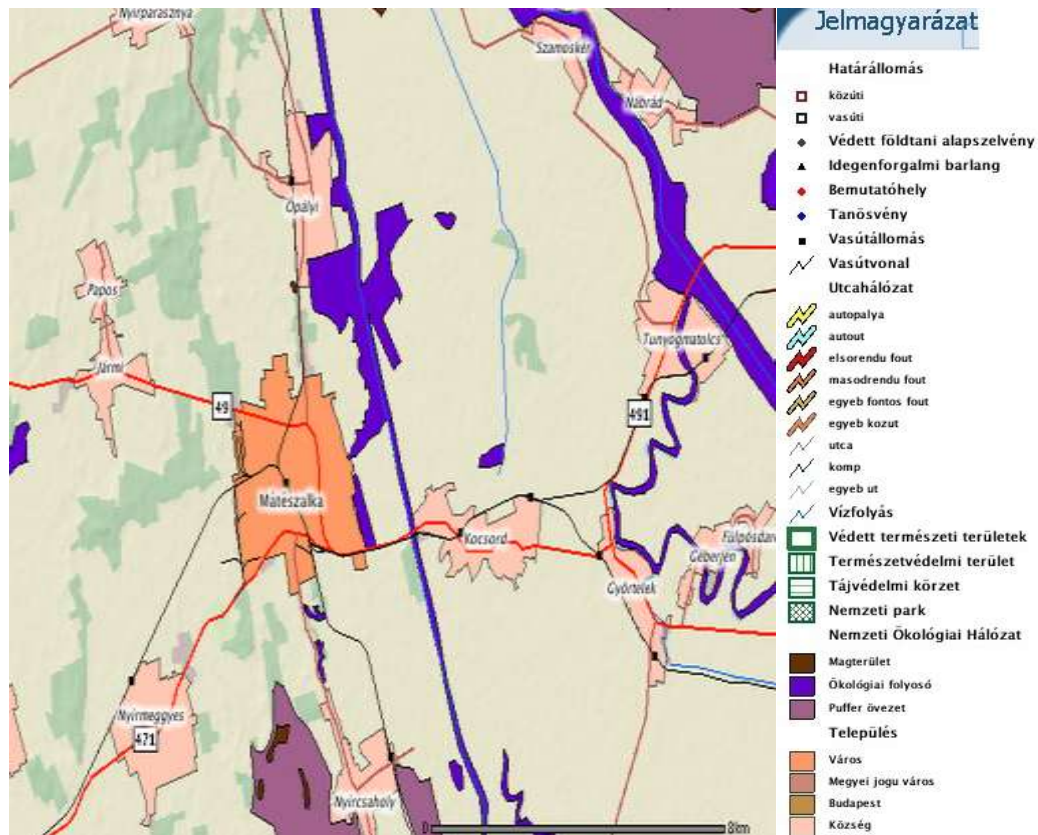 Nyírparasznya
Szamoskér
Nábrád
Ópályi
Papos
Jármi
Tunyogmatolcs
49
491
Mátészalka
Kocsord
Fülpösdaróc
Géberjén
Győrtelek
Nyírmeggyes
471
Nyírcsaholy
0
8km
Jelmagyarázat
Határállomás
közúti
vasúti
Védett földtani alapszelvény
Idegenforgalmi barlang
Bemutatóhely
Tanösvény
Vasútállomás
Vasútvonal
Utcahálózat
autopalya
autout
elsorendu fout
masodrendu fout
egyeb fontos fout
egyeb kozut
utca
komp
egyeb ut
Vízfolyás
Védett természeti területek
Természetvédelmi terület
Tájvédelmi körzet
Nemzeti park
Nemzeti Ökológiai Hálózat
Magterület
Ökológiai folyosó
Puffer övezet
Település
Város
Megyei jogu város
Budapest
Község